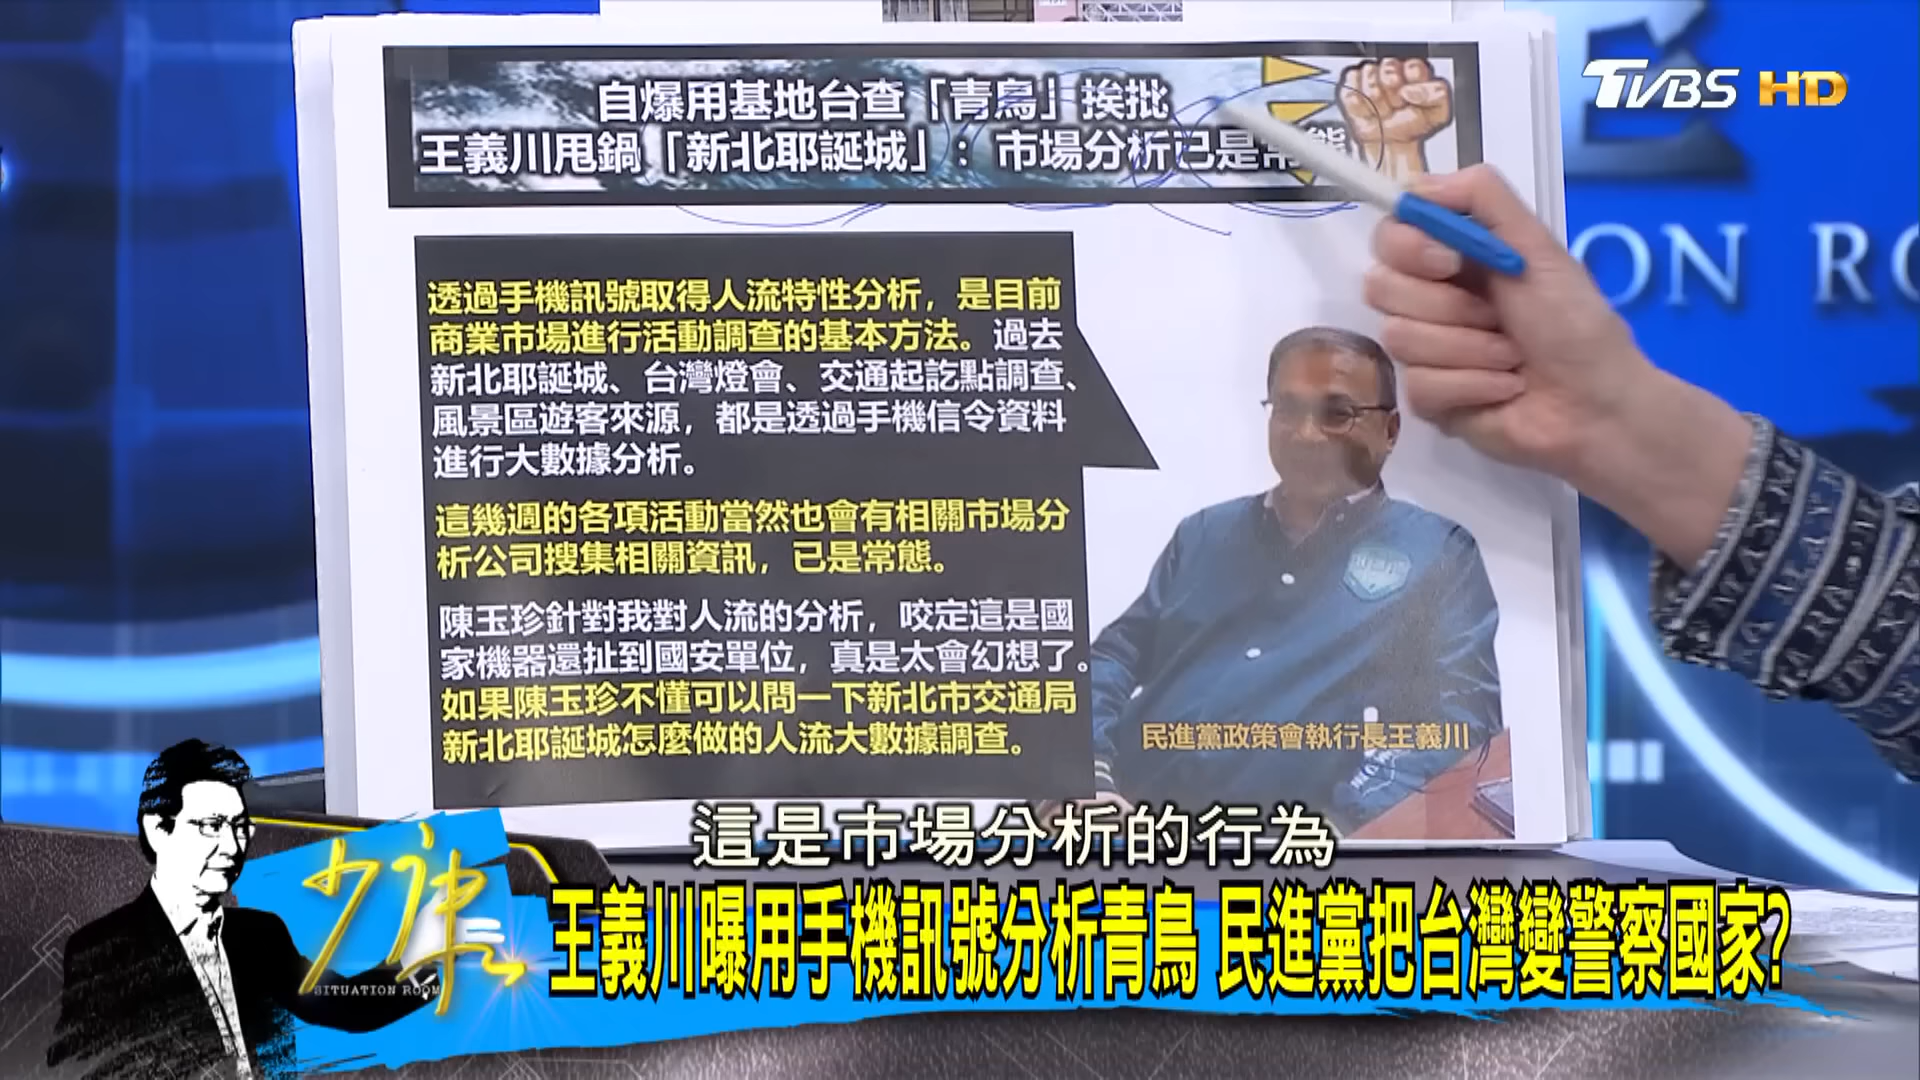 TVBS HD
自爆用基地台查「青鳥」挨批
王義川甩鍋「新北耶誕城」：市場分析已是常態
ON RO
透過手機訊號取得人流特性分析，是目前
商業市場進行活動調查的基本方法。過去
新北耶誕城、台灣燈會、交通起訖點調查、
風景區遊客來源，都是透過手機信令資料
進行大數據分析。
這幾週的各項活動當然也會有相關市場分
析公司搜集相關資訊，已是常態。
陳玉珍針對我對人流的分析，咬定這是國
家機器還扯到國安單位，真是太會幻想了。
如果陳玉珍不懂可以問一下新北市交通局
新北耶誕城怎麼做的人流大數據調查。
民進黨政策會執行長王義川
這是市場分析的行為
少康
SITUATION ROOM
王義川曝用手機訊號分析青鳥 民進黨把台灣變警察國家?